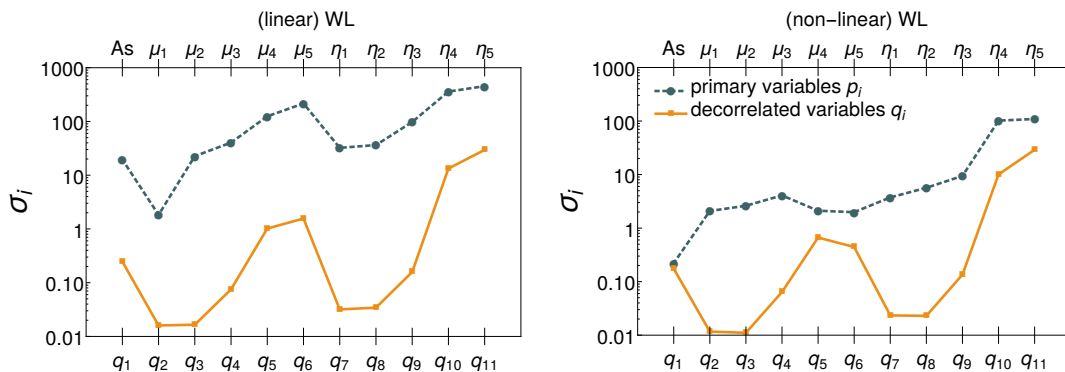 (linear) WL
As μ1 μ2 μ3 μ4 μ5 η1 η2 η3 η4 η5
1000
100
10
1
0.10
0.01
σi
q1 q2 q3 q4 q5 q6 q7 q8 q9 q10 q11
(non-linear) WL
As μ1 μ2 μ3 μ4 μ5 η1 η2 η3 η4 η5
1000
100
10
1
0.10
0.01
σi
primary variables pi
decorrelated variables qi
q1 q2 q3 q4 q5 q6 q7 q8 q9 q10 q11